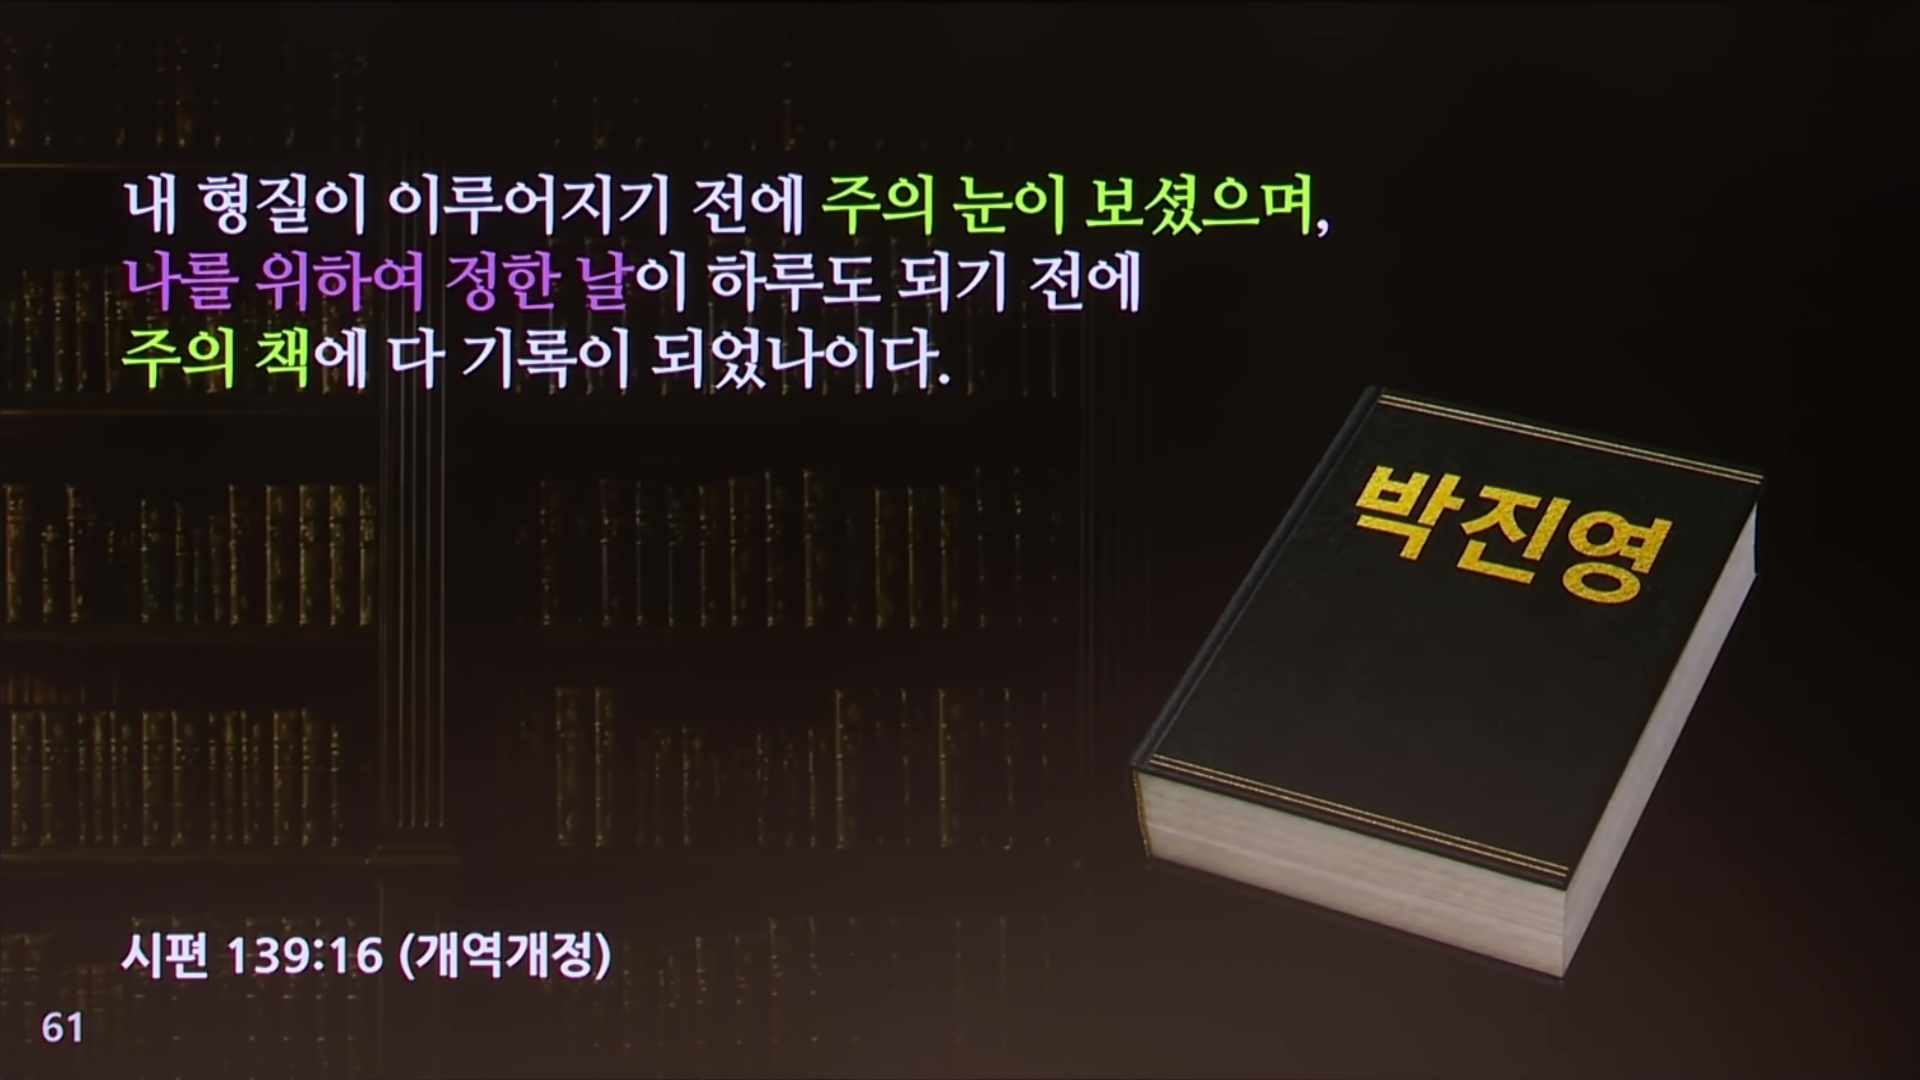 내 형질이 이루어지기 전에 주의 눈이 보셨으며,
나를 위하여 정한 날이 하루도 되기 전에
주의 책에 다 기록이 되었나이다.
박진영
시편 139:16 (개역개정)
61